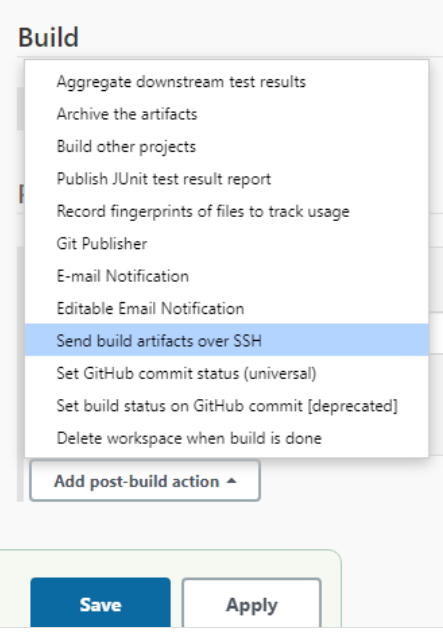 Build
Aggregate downstream test results
Archive the artifacts
Build other projects
Publish JUnit test result report
Record fingerprints of files to track usage
Git Publisher
E-mail Notification
Editable Email Notification
Send build artifacts over SSH
Set GitHub commit status (universal)
Set build status on GitHub commit [deprecated]
Delete workspace when build is done
Add post-build action
Save
Apply